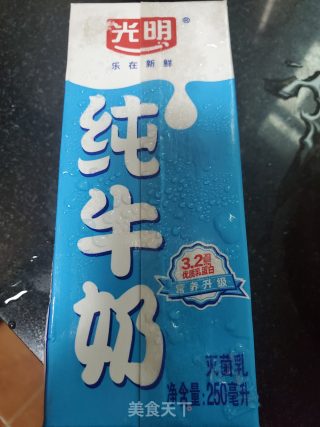 光明®
乐在新鲜
纯牛奶
3.2克
优质乳蛋白
营养升级
灭菌乳
净含量:250毫升
美食天下